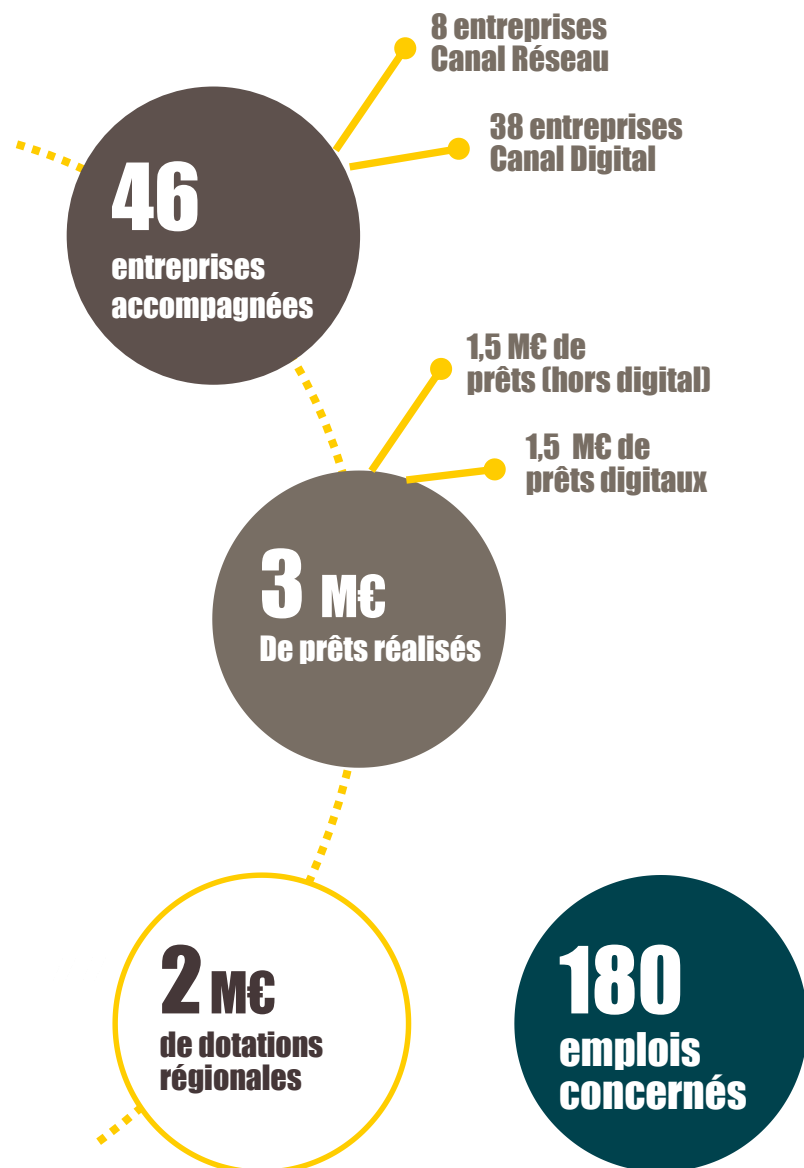 8 entreprises
Canal Réseau
38 entreprises
Canal Digital
46
entreprises
accompagnées
1,5 M€ de
prêts (hors digital)
1,5 M€ de
prêts digitaux
3 M€
De prêts réalisés
2 M€
de dotations
régionales
180
emplois
concernés